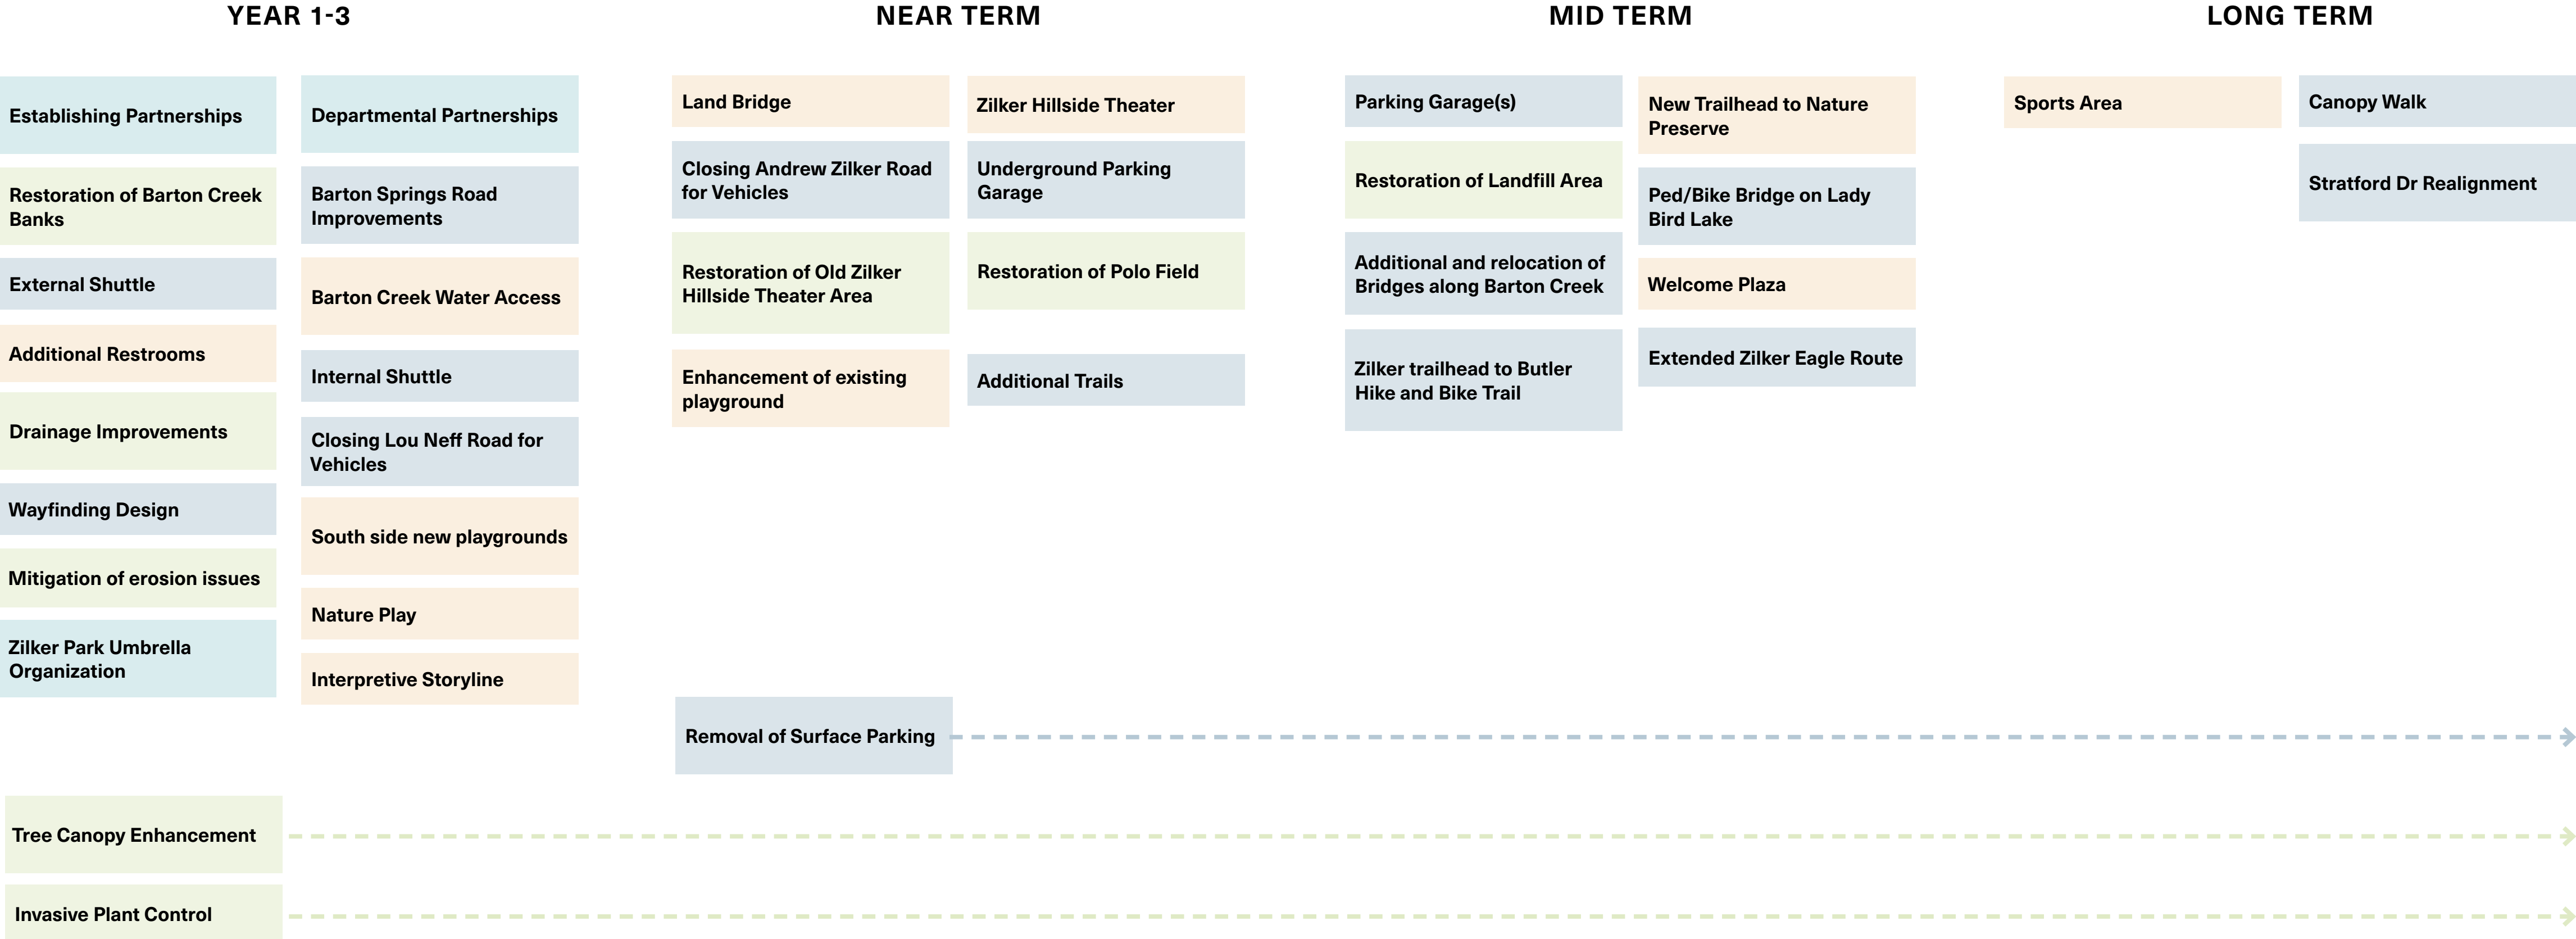 YEAR 1-3
Establishing Partnerships
Restoration of Barton Creek
Banks
External Shuttle
Additional Restrooms
Drainage Improvements
Wayfinding Design
Mitigation of erosion issues
Zilker Park Umbrella
Organization
Departmental Partnerships
Barton Springs Road
Improvements
Barton Creek Water Access
Internal Shuttle
Closing Lou Neff Road for
Vehicles
South side new playgrounds
Nature Play
Interpretive Storyline
NEAR TERM
Land Bridge
Closing Andrew Zilker Road
for Vehicles
Restoration of Old Zilker
Hillside Theater Area
Enhancement of existing
playground
Zilker Hillside Theater
Underground Parking
Garage
Restoration of Polo Field
Additional Trails
MID TERM
Parking Garage(s)
Restoration of Landfill Area
Additional and relocation of
Bridges along Barton Creek
Zilker trailhead to Butler
Hike and Bike Trail
New Trailhead to Nature
Preserve
Ped/Bike Bridge on Lady
Bird Lake
Welcome Plaza
Extended Zilker Eagle Route
LONG TERM
Sports Area
Canopy Walk
Stratford Dr Realignment
Removal of Surface Parking
Tree Canopy Enhancement
Invasive Plant Control